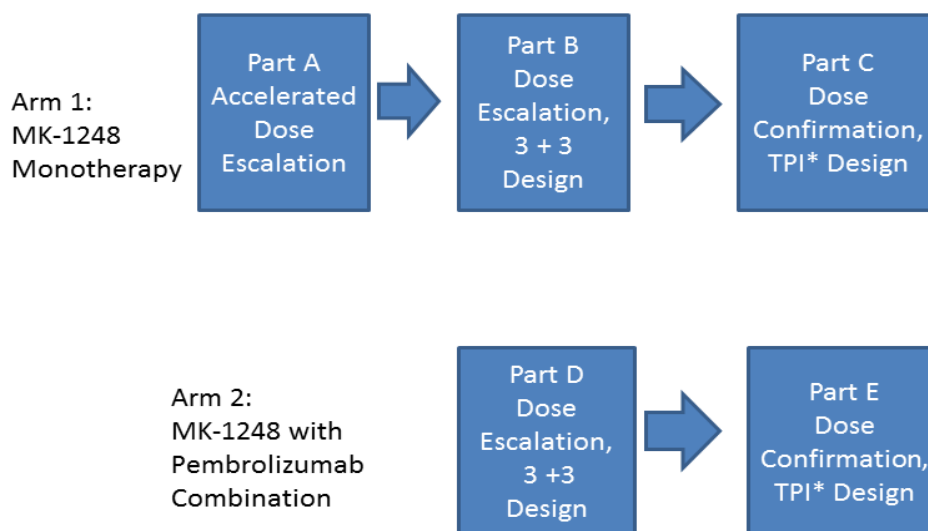 Arm 1:
MK-1248
Monotherapy
Part A
Accelerated
Dose
Escalation
Part B
Dose
Escalation,
3 + 3
Design
Part C
Dose
Confirmation,
TPI* Design
Arm 2:
MK-1248 with
Pembrolizumab
Combination
Part D
Dose
Escalation,
3 +3
Design
Part E
Dose
Confirmation,
TPI* Design